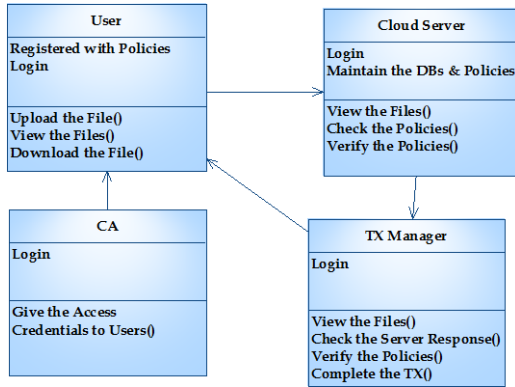 User
Registered with Policies
Login
Upload the File()
View the Files()
Download the File()
Cloud Server
Login
Maintain the DBs & Policies
View the Files()
Check the Policies()
Verify the Policies()
CA
Login
Give the Access
Credentials to Users()
TX Manager
Login
View the Files()
Check the Server Response()
Verify the Policies()
Complete the TX()